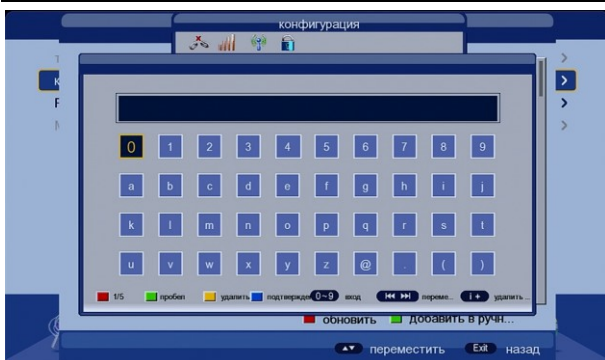 конфигурация
0 1 2 3 4 5 6 7 8 9
a b c d e f g h i j
k l m n o p q r s t
u v w x y z @ . ( )
1/5 пробел удалить подтвержде 0~9 вход переме... i+ удалить ...
обновить добавить в ручн...
переместить Exit назад